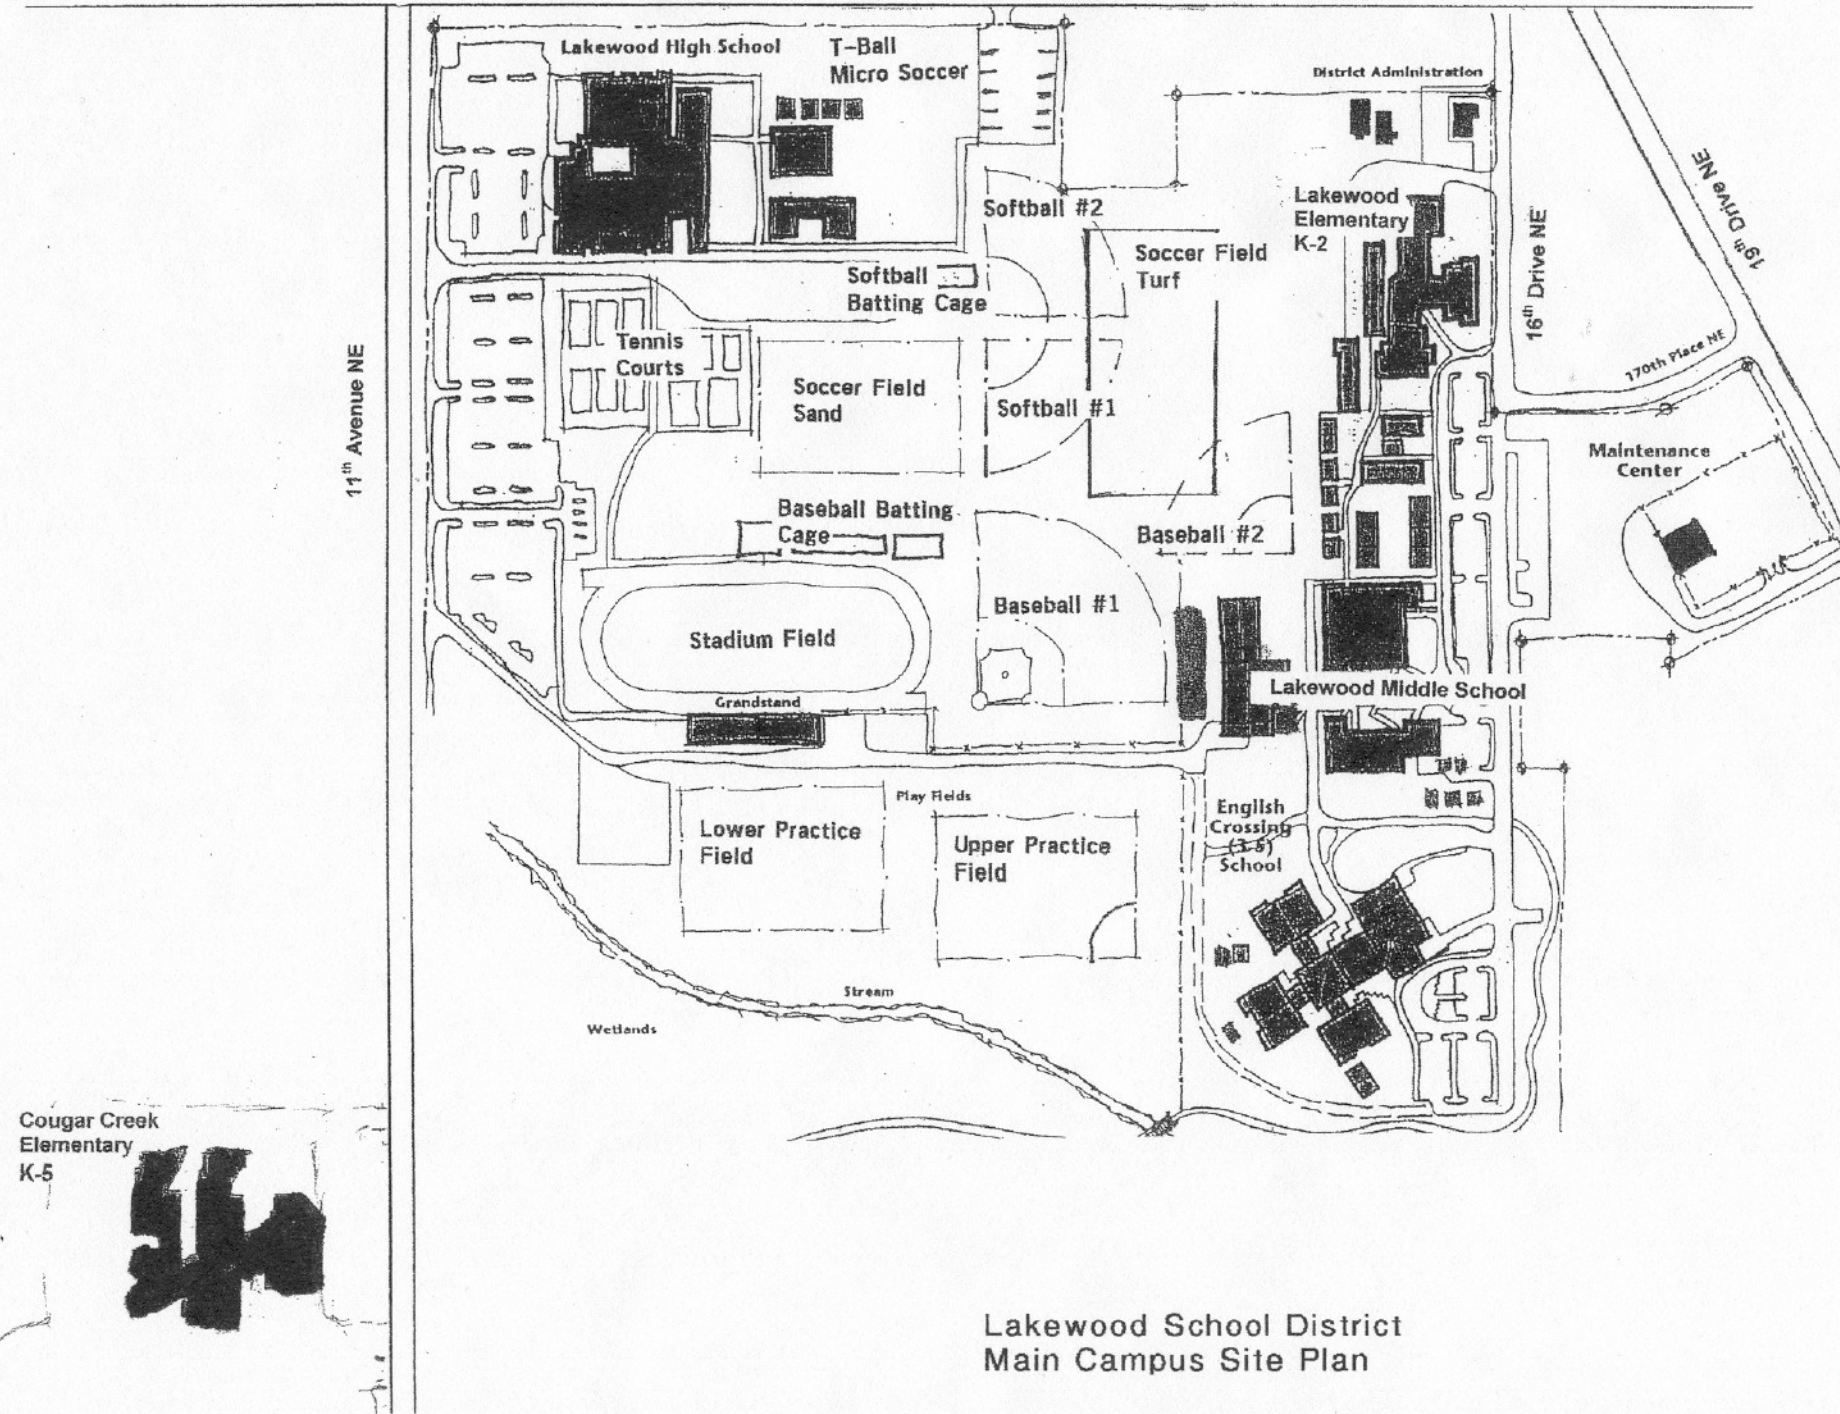 Lakewood High School
T-Ball
Micro Soccer
District Administration
19th Drive NE
Softball #2
Lakewood
Elementary
K-2
Soccer Field
Turf
16th Drive NE
Softball
Batting Cage
Tennis
Courts
170th Place NE
11th Avenue NE
Soccer Field
Sand
Softball #1
Maintenance
Center
Baseball Batting
Cage
Baseball #2
Baseball #1
Stadium Field
Lakewood Middle School
Grandstand
Play Fields
English
Crossing
(3-5)
School
Lower Practice
Field
Upper Practice
Field
Stream
Wetlands
Cougar Creek
Elementary
K-5
Lakewood School District
Main Campus Site Plan